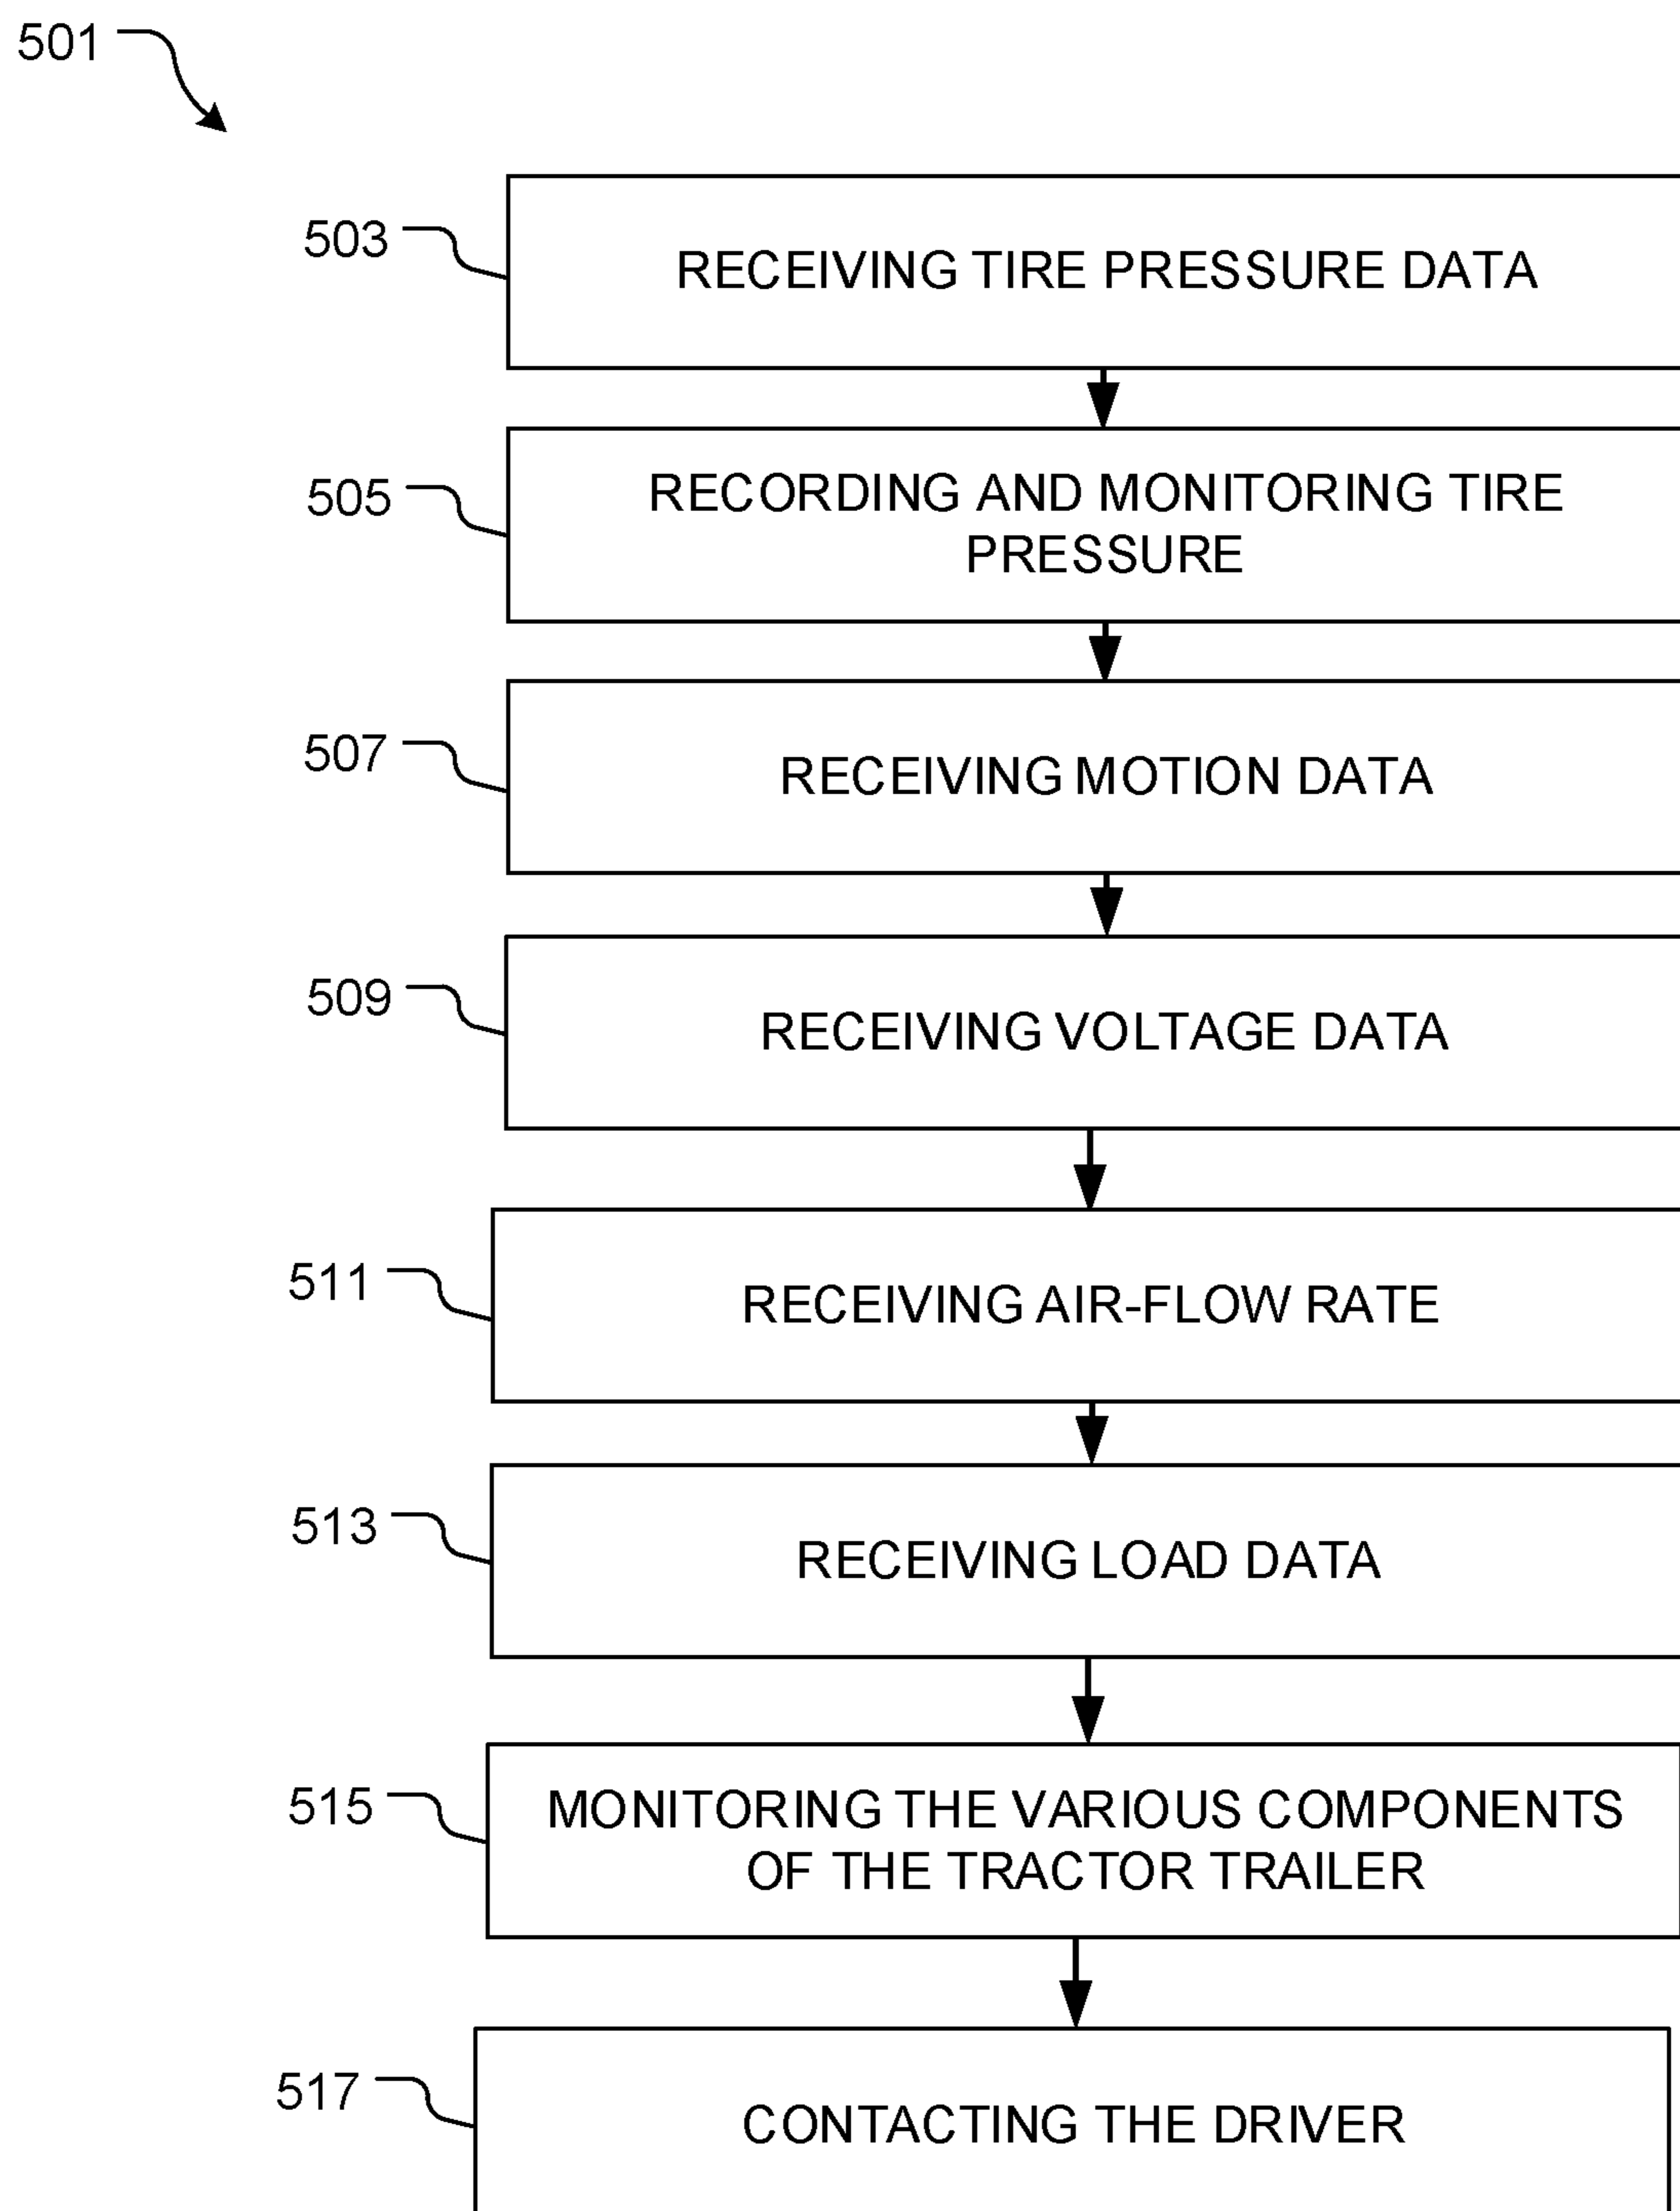 501
503
RECEIVING TIRE PRESSURE DATA
505
RECORDING AND MONITORING TIRE
PRESSURE
507
RECEIVING MOTION DATA
509
RECEIVING VOLTAGE DATA
511
RECEIVING AIR-FLOW RATE
513
RECEIVING LOAD DATA
515
MONITORING THE VARIOUS COMPONENTS
OF THE TRACTOR TRAILER
517
CONTACTING THE DRIVER